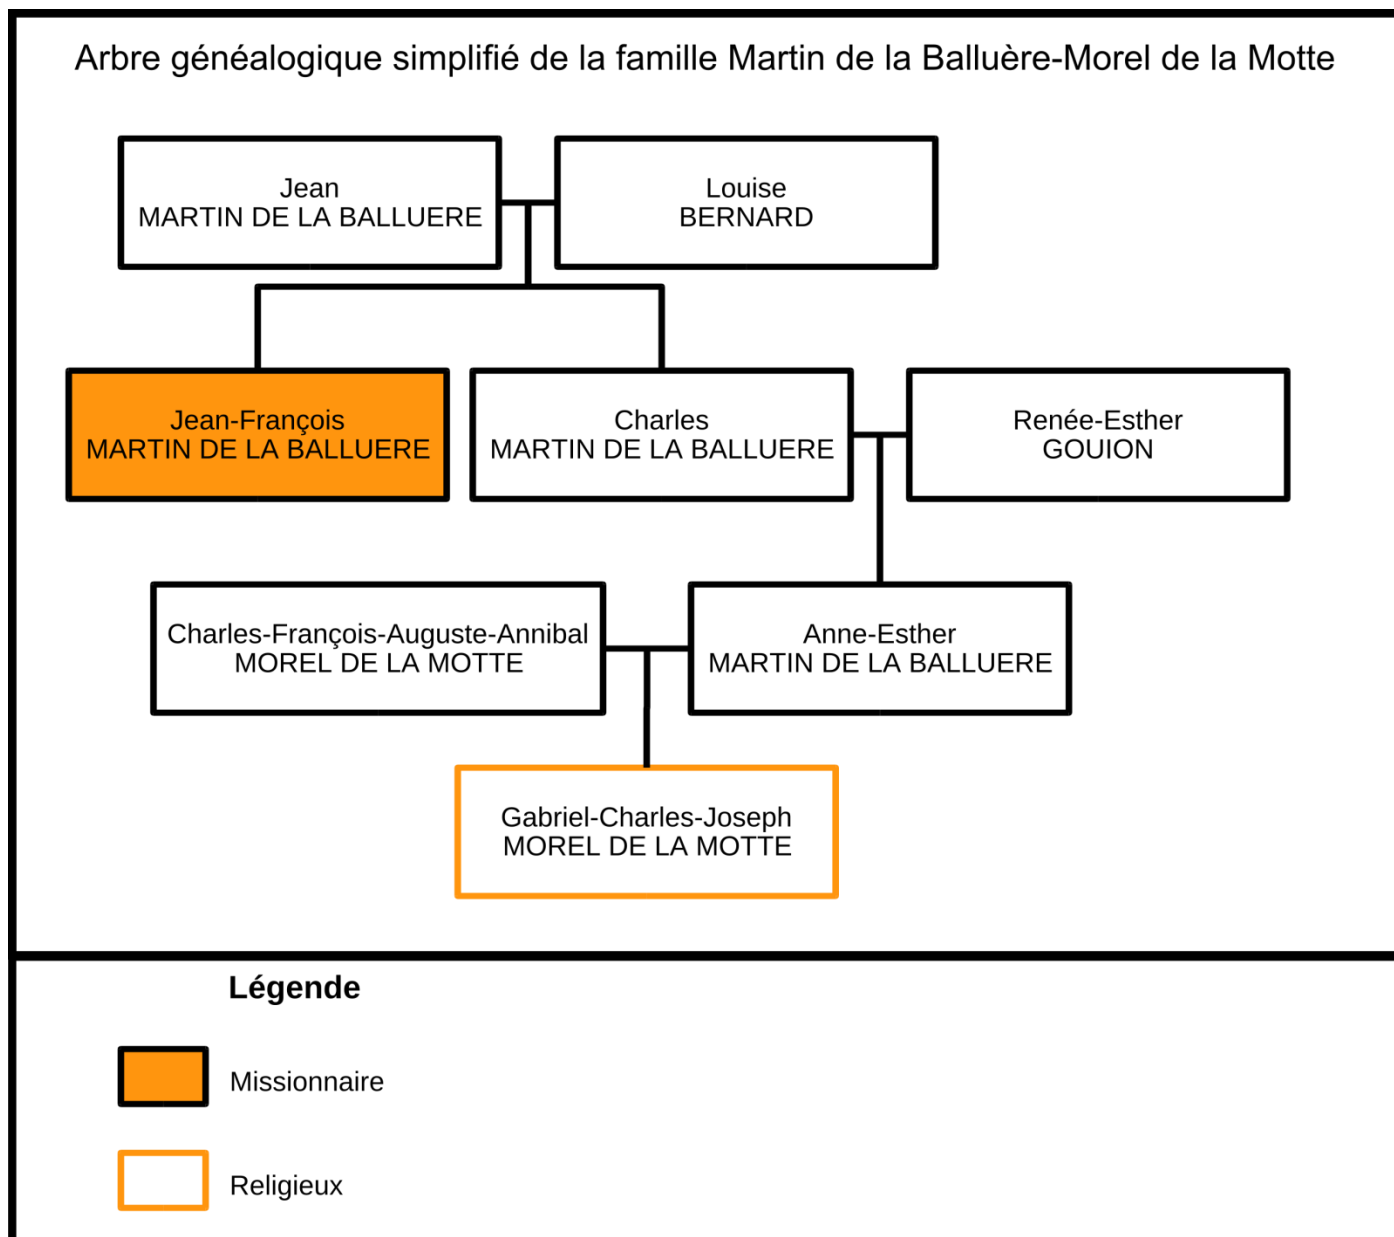 Arbre généalogique simplifié de la famille Martin de la Balluère-Morel de la Motte
Jean
MARTIN DE LA BALLUERE
Louise
BERNARD
Jean-François
MARTIN DE LA BALLUERE
Charles
MARTIN DE LA BALLUERE
Renée-Esther
GOUION
Charles-François-Auguste-Annibal
MOREL DE LA MOTTE
Anne-Esther
MARTIN DE LA BALLUERE
Gabriel-Charles-Joseph
MOREL DE LA MOTTE
Légende
Missionnaire
Religieux